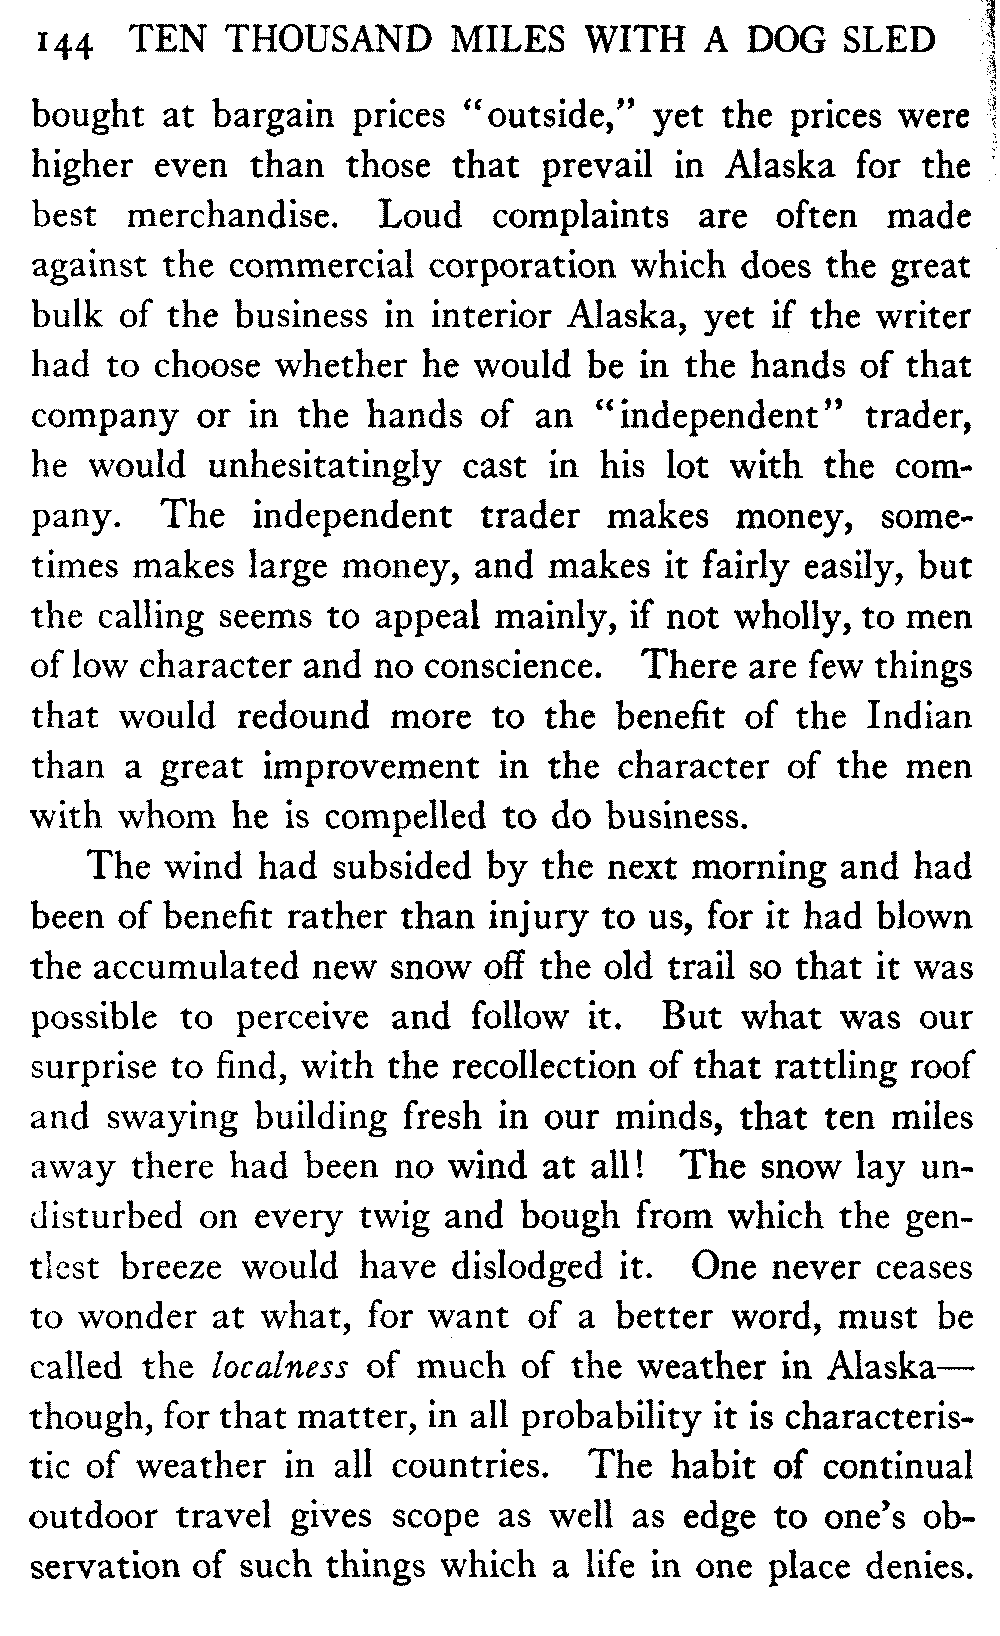 144 TEN THOUSAND MILES WITH A DOG SLED
bought at bargain prices "outside," yet the prices were
higher even than those that prevail in Alaska for the
best merchandise. Loud complaints are often made
against the commercial corporation which does the great
bulk of the business in interior Alaska, yet if the writer
had to choose whether he would be in the hands of that
company or in the hands of an "independent" trader,
he would unhesitatingly cast in his lot with the com-
pany. The independent trader makes money, some-
times makes large money, and makes it fairly easily, but
the calling seems to appeal mainly, if not wholly, to men
of low character and no conscience. There are few things
that would redound more to the benefit of the Indian
than a great improvement in the character of the men
with whom he is compelled to do business.
The wind had subsided by the next morning and had
been of benefit rather than injury to us, for it had blown
the accumulated new snow off the old trail so that it was
possible to perceive and follow it. But what was our
surprise to find, with the recollection of that rattling roof
and swaying building fresh in our minds, that ten miles
away there had been no wind at all! The snow lay un-
disturbed on every twig and bough from which the gen-
tlest breeze would have dislodged it. One never ceases
to wonder at what, for want of a better word, must be
called the localness of much of the weather in Alaska—
though, for that matter, in all probability it is characteris-
tic of weather in all countries. The habit of continual
outdoor travel gives scope as well as edge to one's ob-
servation of such things which a life in one place denies.